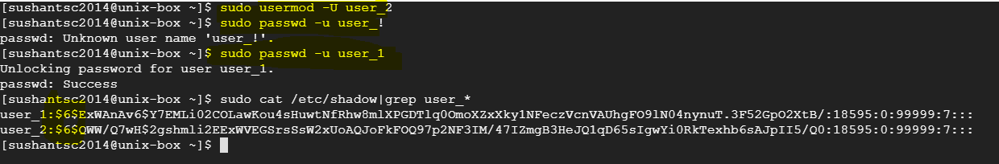 [sushantsc2014@unix-box ~]$ sudo usermod -U user_2
[sushantsc2014@unix-box ~]$ sudo passwd -u user_!
passwd: Unknown user name 'user_!'.
[sushantsc2014@unix-box ~]$ sudo passwd -u user_1
Unlocking password for user user_1.
passwd: Success
[sushantsc2014@unix-box ~]$ sudo cat /etc/shadow|grep user_*
user_1:$6$ExWAnAv6$Y7EMLi02COLawKou4sHuwtNfRhw8mlXPGDTlq0OmoXZxXky1NFeczVcnVAUhgFO9lN04nynuT.3F52GpO2XtB/:18595:0:99999:7:::
user_2:$6$QWW/Q7wH$2gshmli2EExWVEGSrsSsW2xUoAQJoFkFOQ97p2NF3IM/47IZmgB3HeJQ1qD65sIgwYi0RkTexhb6sAJpII5/Q0:18595:0:99999:7:::
[sushantsc2014@unix-box ~]$